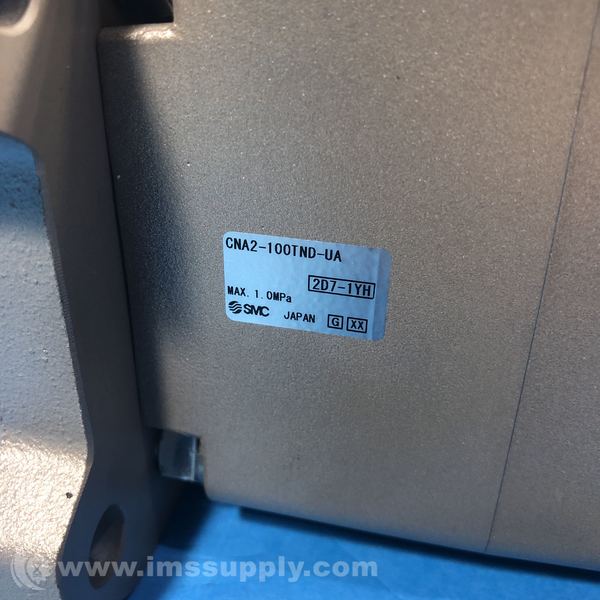 CNA2-100TND-UA
2D7-1YH
MAX. 1.0MPa
SMC JAPAN G XX
www.imssupply.com